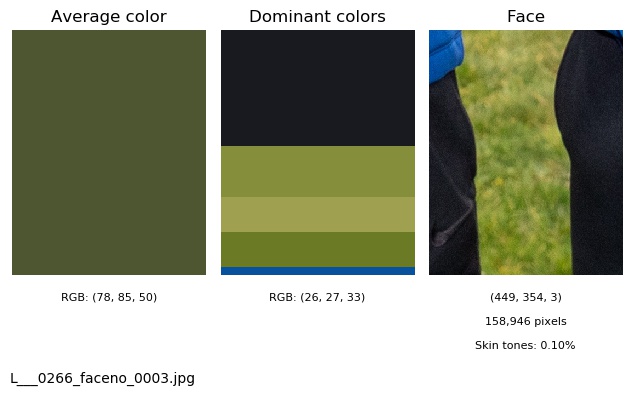 Average color
Dominant colors
Face
RGB: (78, 85, 50)
RGB: (26, 27, 33)
(449, 354, 3)
158,946 pixels
Skin tones: 0.10%
L___0266_faceno_0003.jpg